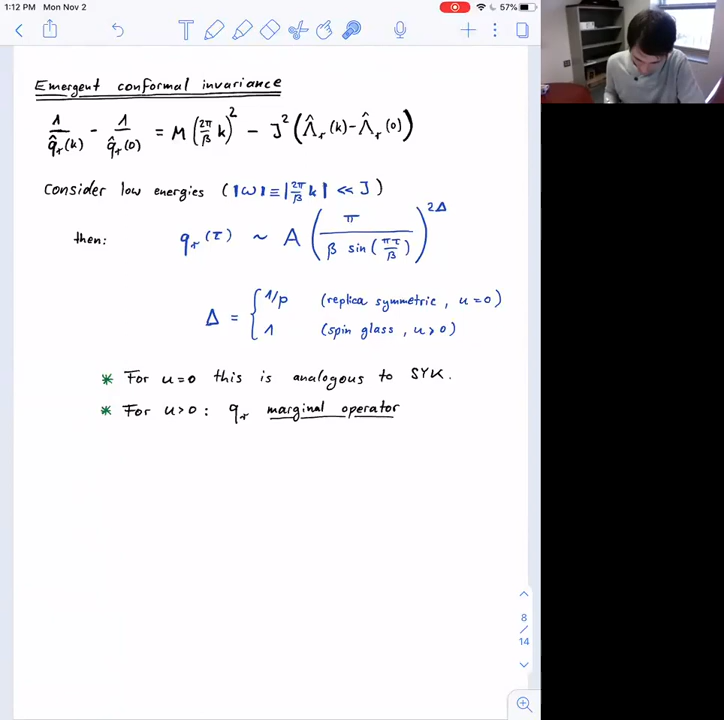 1:12 PM Mon Nov 2
57%
Emergent conformal invariance
1/q̂_r(k) - 1/q̂_r(0) = M (2π/β k)² - J² (Λ̂_r(k) - Λ̂_r(0))
Consider low energies (|ω| ≡ |2π/β k| << J)
then: q_r(τ) ~ A (π / β sin(πτ/β))^2Δ
Δ = { 1/p (replica symmetric, u=0)
1 (spin glass, u>0)
* For u=0 this is analogous to SYK.
* For u>0: q_r marginal operator
8
/
14